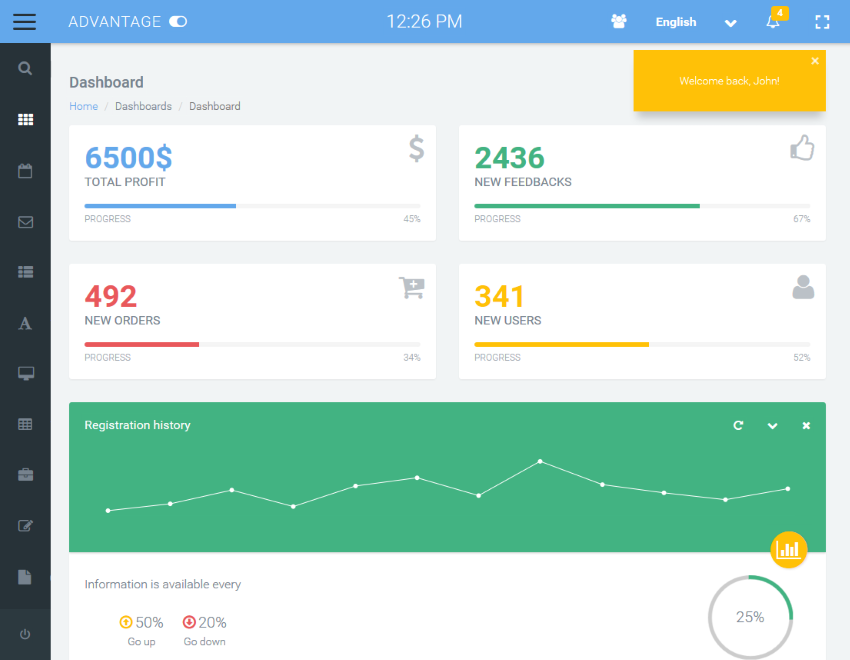 ADVANTAGE
12:26 PM
English
4
Welcome back, John!
Dashboard
Home / Dashboards / Dashboard
6500$
TOTAL PROFIT
PROGRESS 45%
2436
NEW FEEDBACKS
PROGRESS 67%
492
NEW ORDERS
PROGRESS 34%
341
NEW USERS
PROGRESS 52%
Registration history
Information is available every
50% 20%
Go up Go down
25%